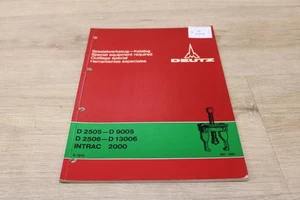 Spezialwerkzeug-Katalog
Special equipment required
Outillage spécial
Herramientas especiales
DEUTZ
D 2505-D 9005
D 2506-D 13006
INTRAC 2000